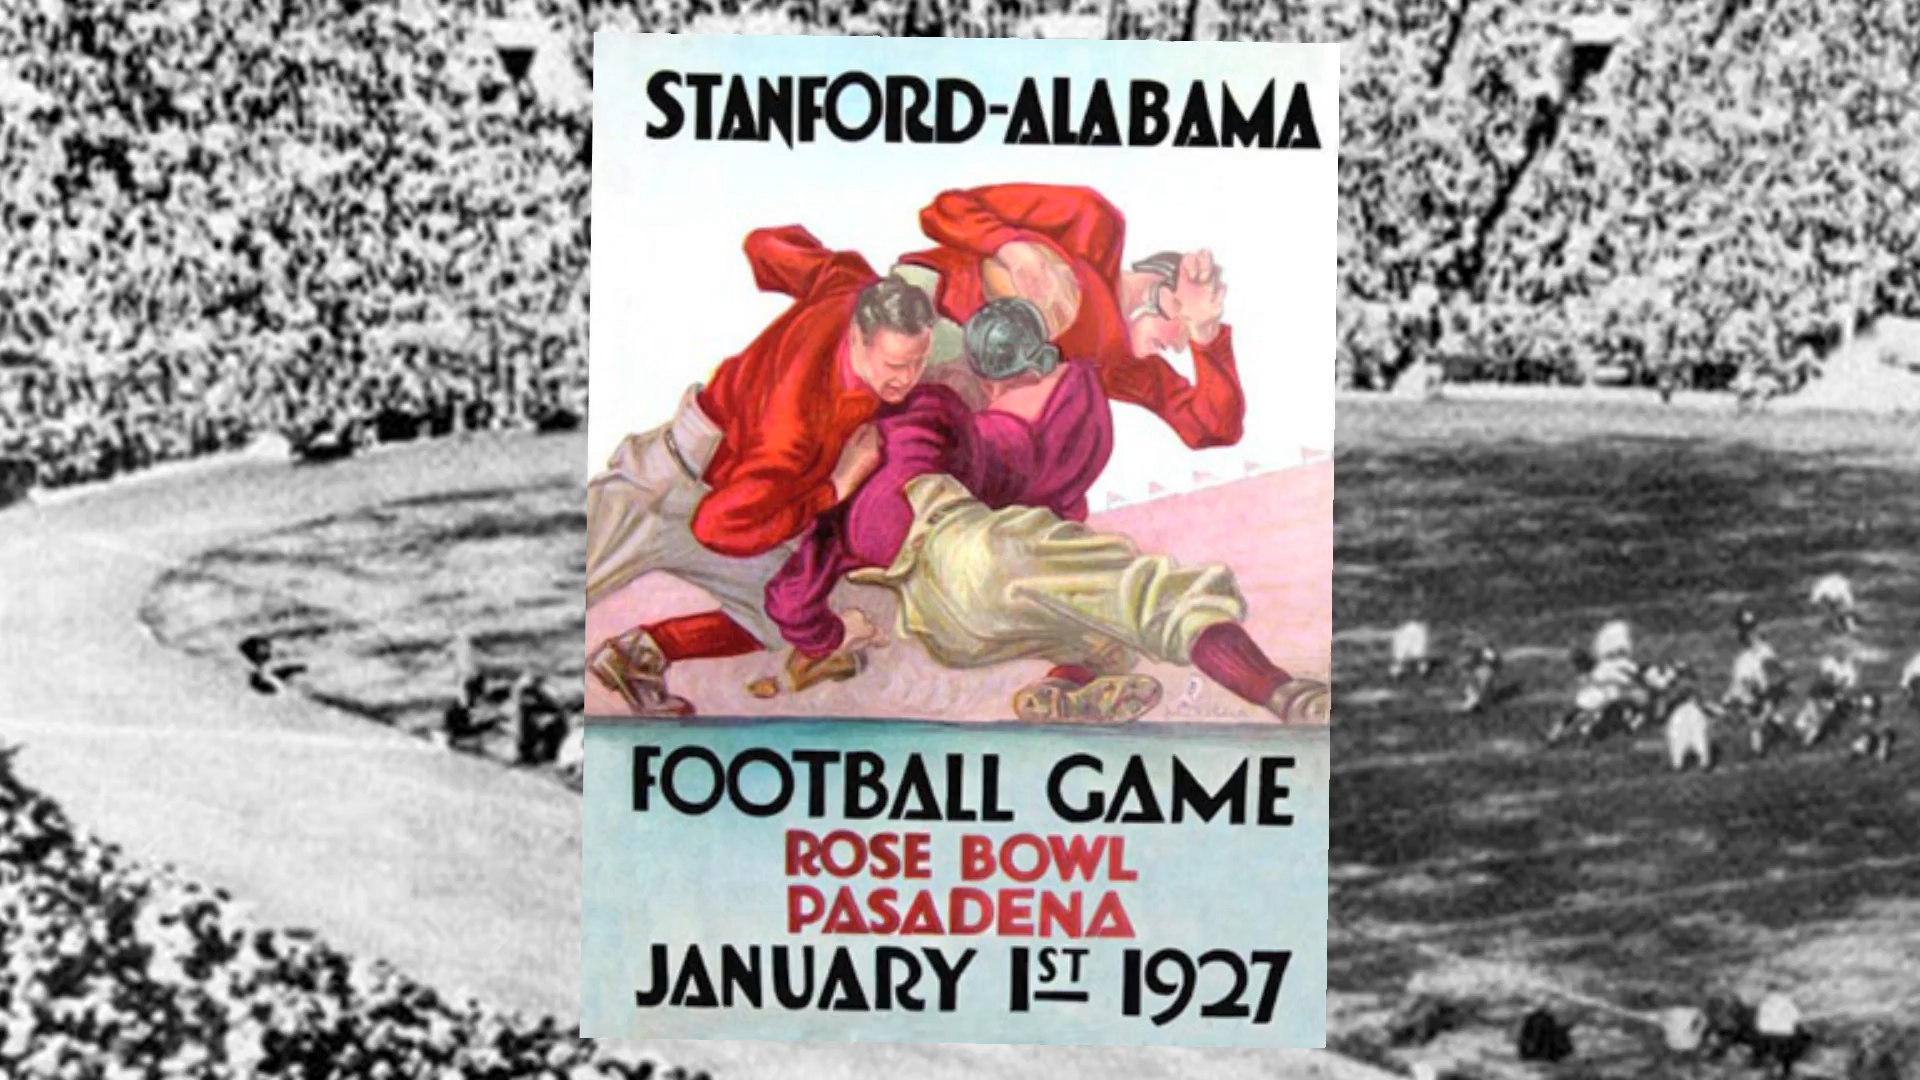 STANFORD-ALABAMA
FOOTBALL GAME
ROSE BOWL
PASADENA
JANUARY 1ST 1927